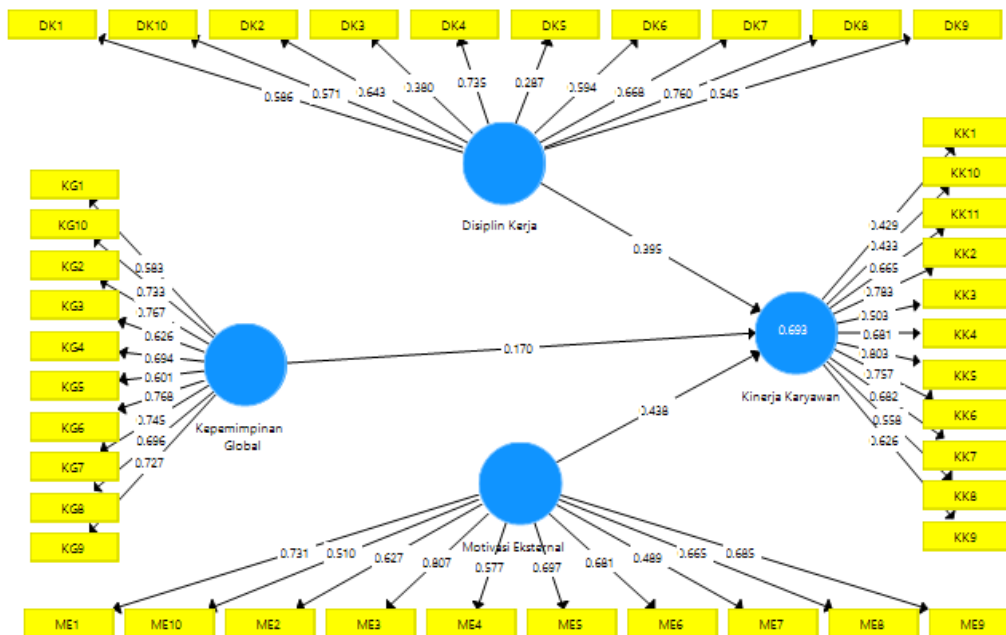 DK1 DK10 DK2 DK3 DK4 DK5 DK6 DK7 DK8 DK9
0.586 0.571 0.643 0.380 0.735 0.287 0.594 0.668 0.760 0.545
Disiplin Kerja
KG1
KG10
KG2
KG3
KG4
KG5
KG6
KG7
KG8
KG9
0.583
0.733
0.767
0.626
0.694
0.601
0.768
0.745
0.696
0.727
Kepemimpinan
Global
0.395
0.170
0.438
0.693
Kinerja Karyawan
KK1
KK10
KK11
KK2
KK3
KK4
KK5
KK6
KK7
KK8
KK9
0.429
0.433
0.665
0.783
0.503
0.681
0.803
0.757
0.682
0.558
0.626
Motivasi Eksternal
0.731 0.510 0.627 0.807 0.577 0.697 0.681 0.489 0.665 0.685
ME1 ME10 ME2 ME3 ME4 ME5 ME6 ME7 ME8 ME9